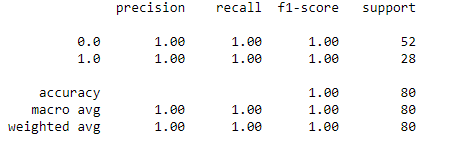 precision recall f1-score support
0.0 1.00 1.00 1.00 52
1.0 1.00 1.00 1.00 28
accuracy 1.00 80
macro avg 1.00 1.00 1.00 80
weighted avg 1.00 1.00 1.00 80